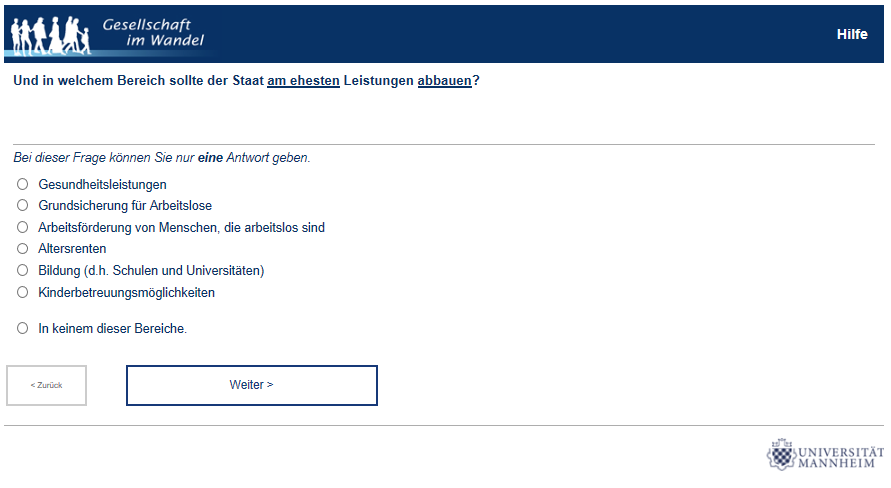 Gesellschaft
im Wandel
Hilfe
Und in welchem Bereich sollte der Staat am ehesten Leistungen abbauen?
Bei dieser Frage können Sie nur eine Antwort geben.
Gesundheitsleistungen
Grundsicherung für Arbeitslose
Arbeitsförderung von Menschen, die arbeitslos sind
Altersrenten
Bildung (d.h. Schulen und Universitäten)
Kinderbetreuungsmöglichkeiten
In keinem dieser Bereiche.
< Zurück
Weiter >
UNIVERSITÄT
MANNHEIM